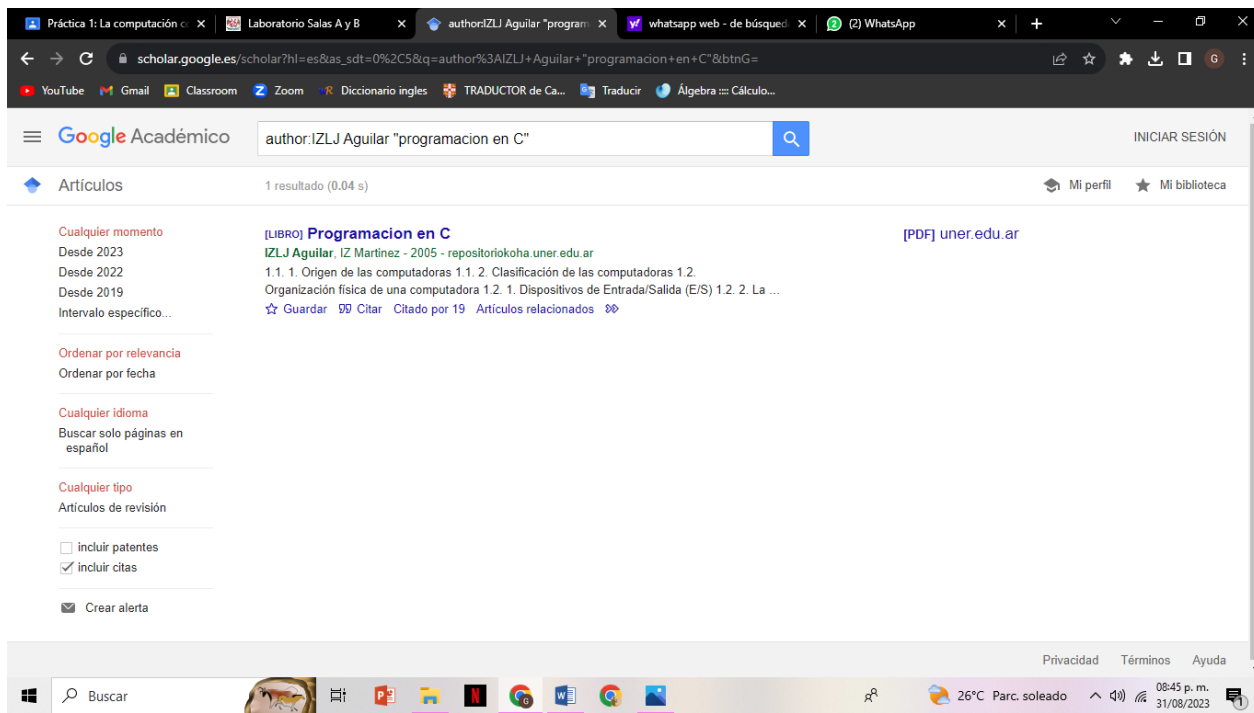 Práctica 1: La computación co
Laboratorio Salas A y B
author:IZLJ Aguilar "program
whatsapp web - de búsqued
(2) WhatsApp
scholar.google.es/scholar?hl=es&as_sdt=0%2C5&q=author%3AIZLJ+Aguilar+"programacion+en+C"&btnG=
G
YouTube Gmail Classroom Zoom Diccionario ingles TRADUCTOR de Ca... Traducir Álgebra :::: Cálculo...
Google Académico
author:IZLJ Aguilar "programacion en C"
INICIAR SESIÓN
Artículos
1 resultado (0.04 s)
Mi perfil
Mi biblioteca
Cualquier momento
Desde 2023
Desde 2022
Desde 2019
Intervalo específico...
Ordenar por relevancia
Ordenar por fecha
Cualquier idioma
Buscar solo páginas en
español
Cualquier tipo
Artículos de revisión
incluir patentes
incluir citas
Crear alerta
[LIBRO] Programacion en C
IZLJ Aguilar, IZ Martinez - 2005 - repositoriokoha.uner.edu.ar
1.1. 1. Origen de las computadoras 1.1. 2. Clasificación de las computadoras 1.2.
Organización física de una computadora 1.2. 1. Dispositivos de Entrada/Salida (E/S) 1.2. 2. La ...
Guardar Citar Citado por 19 Artículos relacionados
[PDF] uner.edu.ar
Privacidad Términos Ayuda
Buscar
26°C Parc. soleado
08:45 p. m.
31/08/2023
1